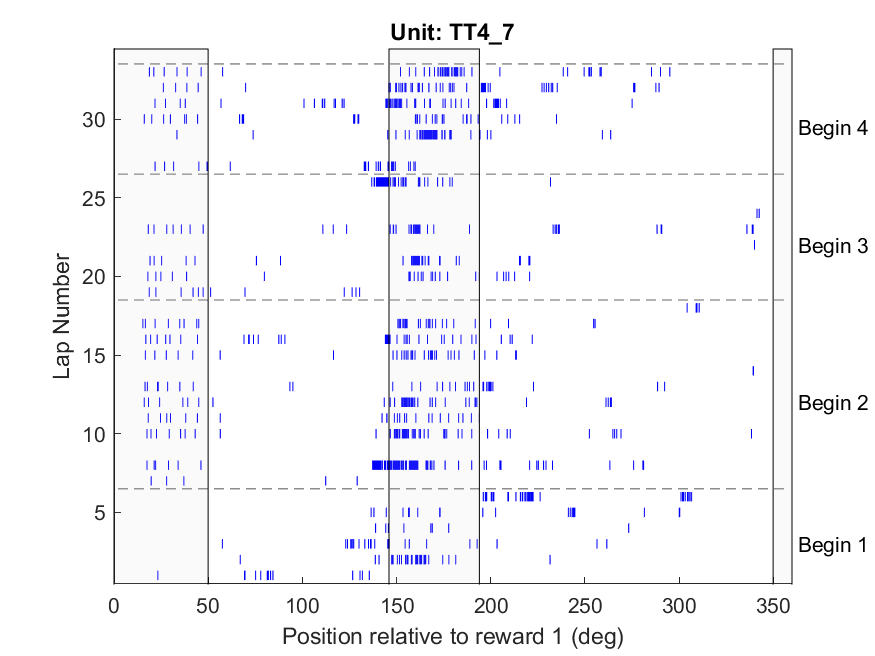 Unit: TT4_7
30
25
20
15
10
5
Lap Number
Begin 4
Begin 3
Begin 2
Begin 1
0 50 100 150 200 250 300 350
Position relative to reward 1 (deg)